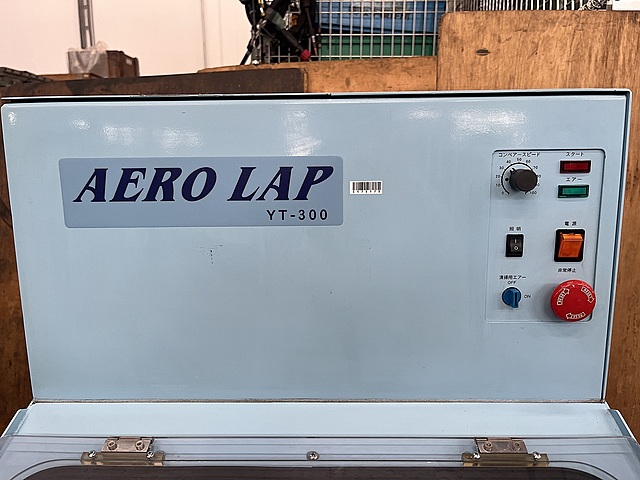 AERO LAP
YT-300
コンベアースピード
スタート
エアー
照明
電源
清掃用エアー
OFF
ON
非常停止